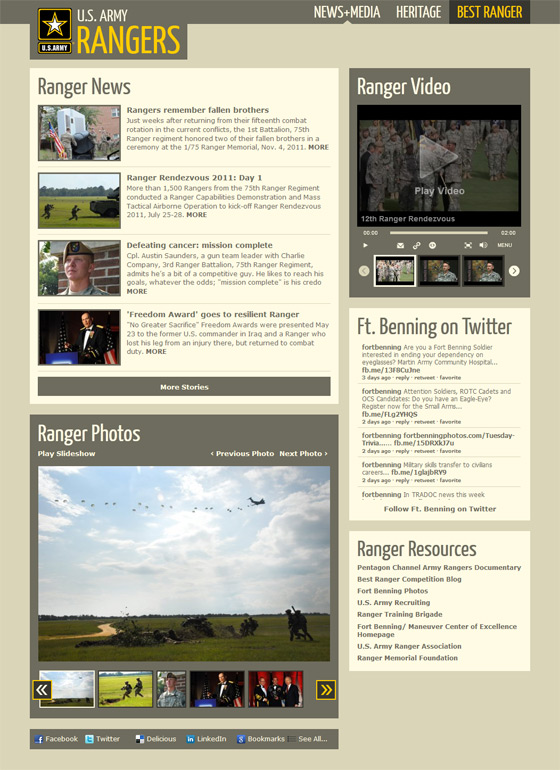 U.S. ARMY
RANGERS
U.S.ARMY
NEWS+MEDIA HERITAGE BEST RANGER
Ranger News
Rangers remember fallen brothers
Just weeks after returning from their fifteenth combat
rotation in the current conflicts, the 1st Battalion, 75th
Ranger regiment honored two of their fallen brothers in a
ceremony at the 1/75 Ranger Memorial, Nov. 4, 2011. MORE
Ranger Rendezvous 2011: Day 1
More than 1,500 Rangers from the 75th Ranger Regiment
conducted a Ranger Capabilities Demonstration and Mass
Tactical Airborne Operation to kick-off Ranger Rendezvous
2011, July 25-28. MORE
Defeating cancer: mission complete
Cpl. Austin Saunders, a gun team leader with Charlie
Company, 3rd Ranger Battalion, 75th Ranger Regiment,
admits he's a bit of a competitive guy. He likes to reach his
goals, whatever the odds; "mission complete" is his credo
MORE
'Freedom Award' goes to resilient Ranger
"No Greater Sacrifice" Freedom Awards were presented May
23 to the former U.S. commander in Iraq and a Ranger who
lost his leg from an injury there, but returned to combat
duty. MORE
More Stories
Ranger Photos
Play Slideshow ‹ Previous Photo Next Photo ›
Facebook Twitter Delicious LinkedIn Bookmarks See All...
Ranger Video
Play Video
12th Ranger Rendezvous
00:00 02:00
MENU
Ft. Benning on Twitter
fortbenning Are you a Fort Benning Soldier
interested in ending your dependency on
eyeglasses? Martin Army Community Hospital...
fb.me/13F8CuJne
3 days ago · reply · retweet · favorite
fortbenning Attention Soldiers, ROTC Cadets and
OCS Candidates: Do you have an Eagle-Eye?
Register now for the Small Arms...
fb.me/FLg2YHQS
2 days ago · reply · retweet · favorite
fortbenning fortbenningphotos.com/Tuesday-
Trivia...... fb.me/15DRXkJ7u
2 days ago · reply · retweet · favorite
fortbenning Military skills transfer to civilians
careers... fb.me/1glajbRY9
2 days ago · reply · retweet · favorite
fortbenning In TRADOC news this week
Follow Ft. Benning on Twitter
Ranger Resources
Pentagon Channel Army Rangers Documentary
Best Ranger Competition Blog
Fort Benning Photos
U.S. Army Recruiting
Ranger Training Brigade
Fort Benning/ Maneuver Center of Excellence
Homepage
U.S. Army Ranger Association
Ranger Memorial Foundation